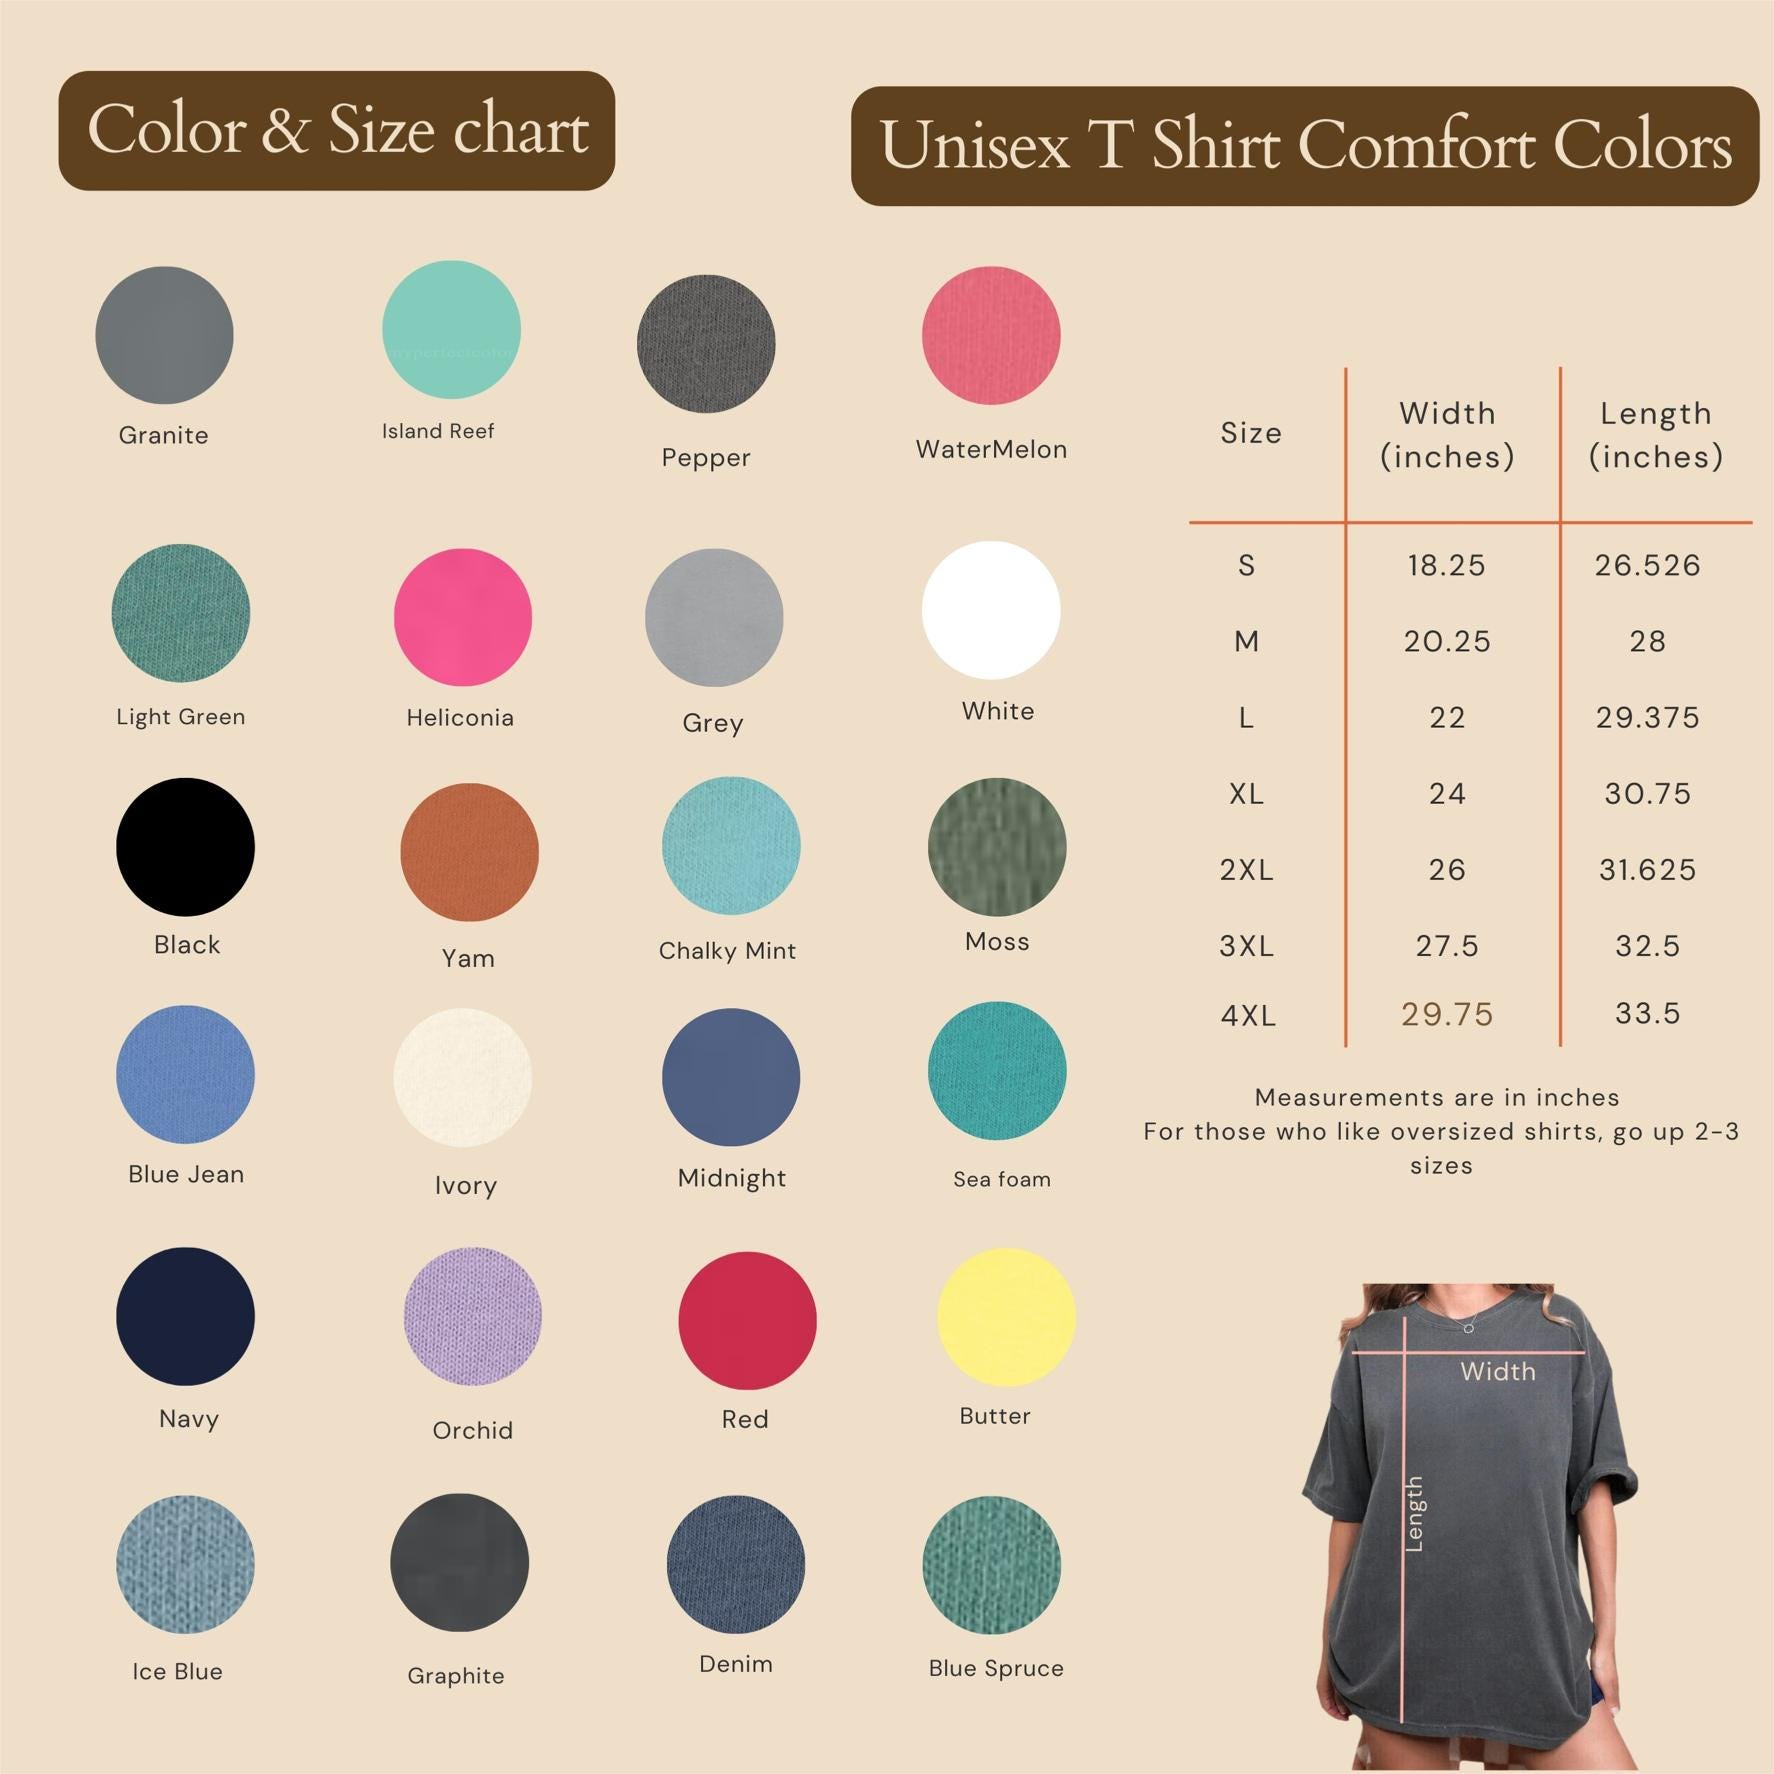 Color & Size chart
Unisex T Shirt Comfort Colors
Granite
Island Reef
Pepper
WaterMelon
Light Green
Heliconia
Grey
White
Black
Yam
Chalky Mint
Moss
Blue Jean
Ivory
Midnight
Sea foam
Navy
Orchid
Red
Butter
Ice Blue
Graphite
Denim
Blue Spruce
Size Width (inches) Length (inches)
S 18.25 26.526
M 20.25 28
L 22 29.375
XL 24 30.75
2XL 26 31.625
3XL 27.5 32.5
4XL 29.75 33.5
Measurements are in inches
For those who like oversized shirts, go up 2-3
sizes
Width
Length